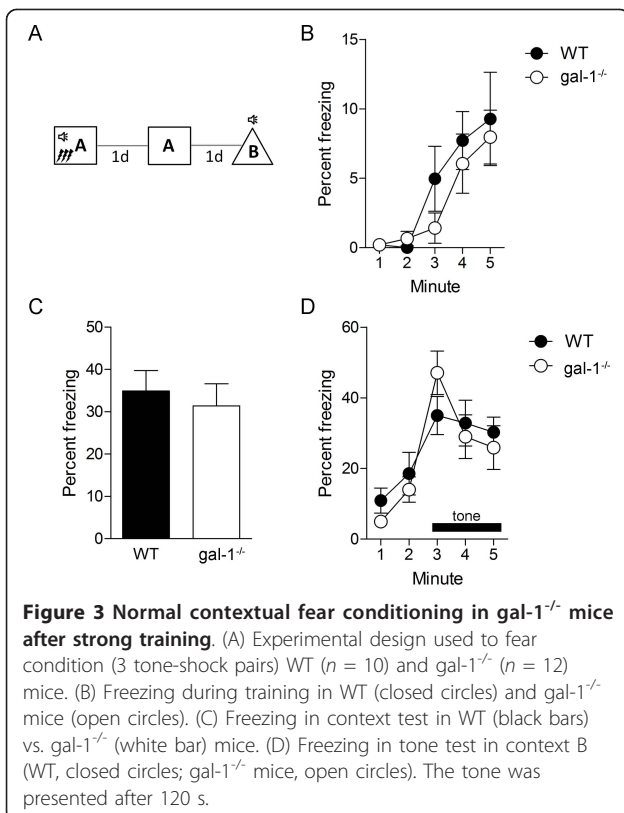 A
A
1d
A
1d
B
B
15
10
5
0
Percent freezing
1 2 3 4 5
Minute
WT
gal-1-/-
C
50
40
30
20
10
0
Percent freezing
WT gal-1-/-
D
60
40
20
0
Percent freezing
tone
1 2 3 4 5
Minute
WT
gal-1-/-
Figure 3 Normal contextual fear conditioning in gal-1-/- mice
after strong training. (A) Experimental design used to fear
condition (3 tone-shock pairs) WT (n = 10) and gal-1-/- (n = 12)
mice. (B) Freezing during training in WT (closed circles) and gal-1-/-
mice (open circles). (C) Freezing in context test in WT (black bars)
vs. gal-1-/- (white bar) mice. (D) Freezing in tone test in context B
(WT, closed circles; gal-1-/- mice, open circles). The tone was
presented after 120 s.